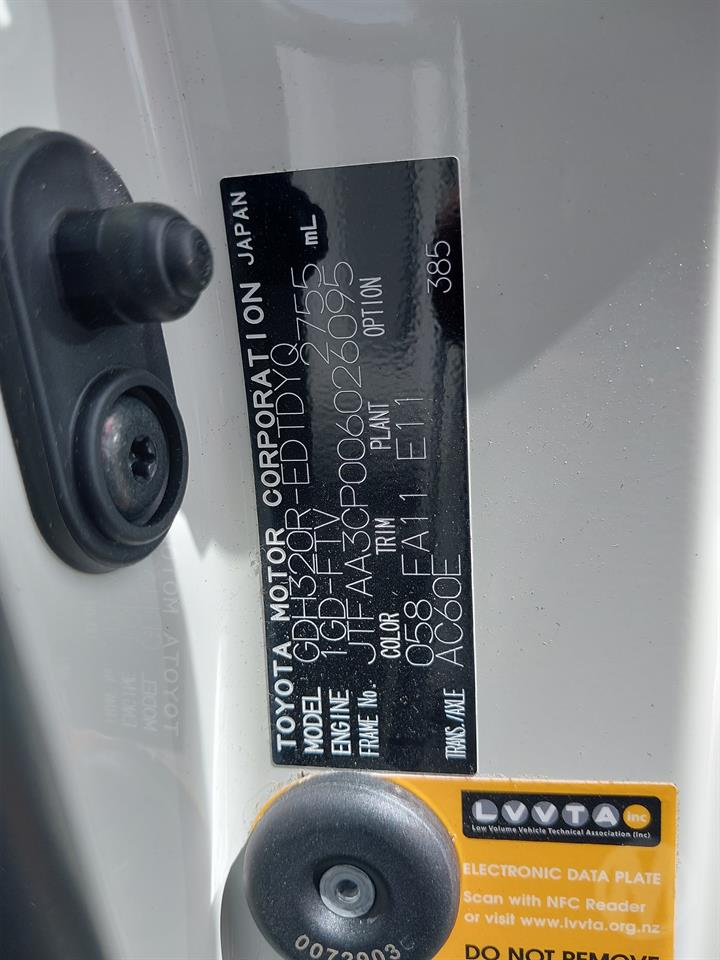 TOYOTA MOTOR CORPORATION JAPAN
MODEL GDH320R-EDTDYQ
ENGINE 1GD-FTV 2755 mL
FRAME No. JTFAA3CP006026095
COLOR TRIM PLANT OPTION
058 FA11 E11
TRANS./AXLE AC60E 385
LVVTA inc
Low Volume Vehicle Technical Association (Inc)
ELECTRONIC DATA PLATE
Scan with NFC Reader
or visit www.lvvta.org.nz
DO NOT REMOVE
0072903